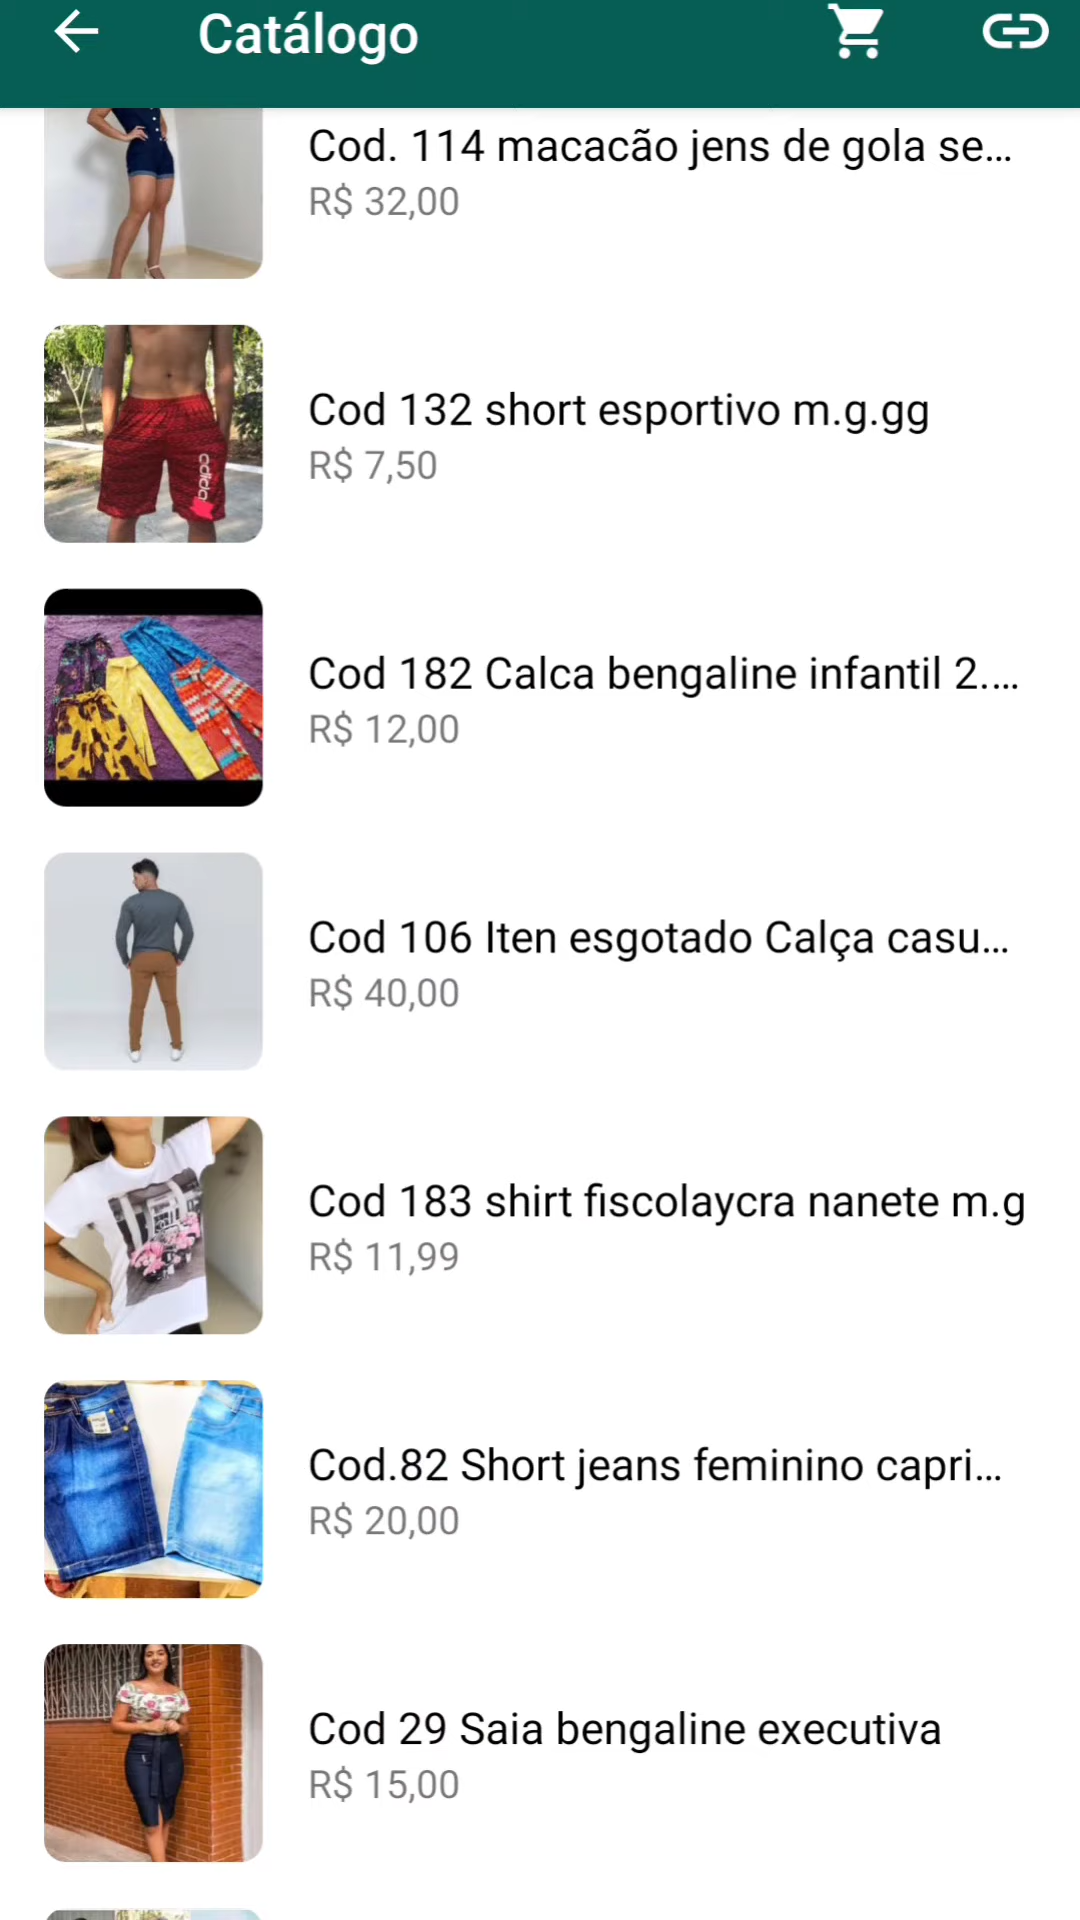 Catálogo
Cod. 114 macacão jens de gola se...
R$ 32,00
Cod 132 short esportivo m.g.gg
R$ 7,50
Cod 182 Calca bengaline infantil 2....
R$ 12,00
Cod 106 Iten esgotado Calça casu...
R$ 40,00
Cod 183 shirt fiscolaycra nanete m.g
R$ 11,99
Cod.82 Short jeans feminino capri...
R$ 20,00
Cod 29 Saia bengaline executiva
R$ 15,00